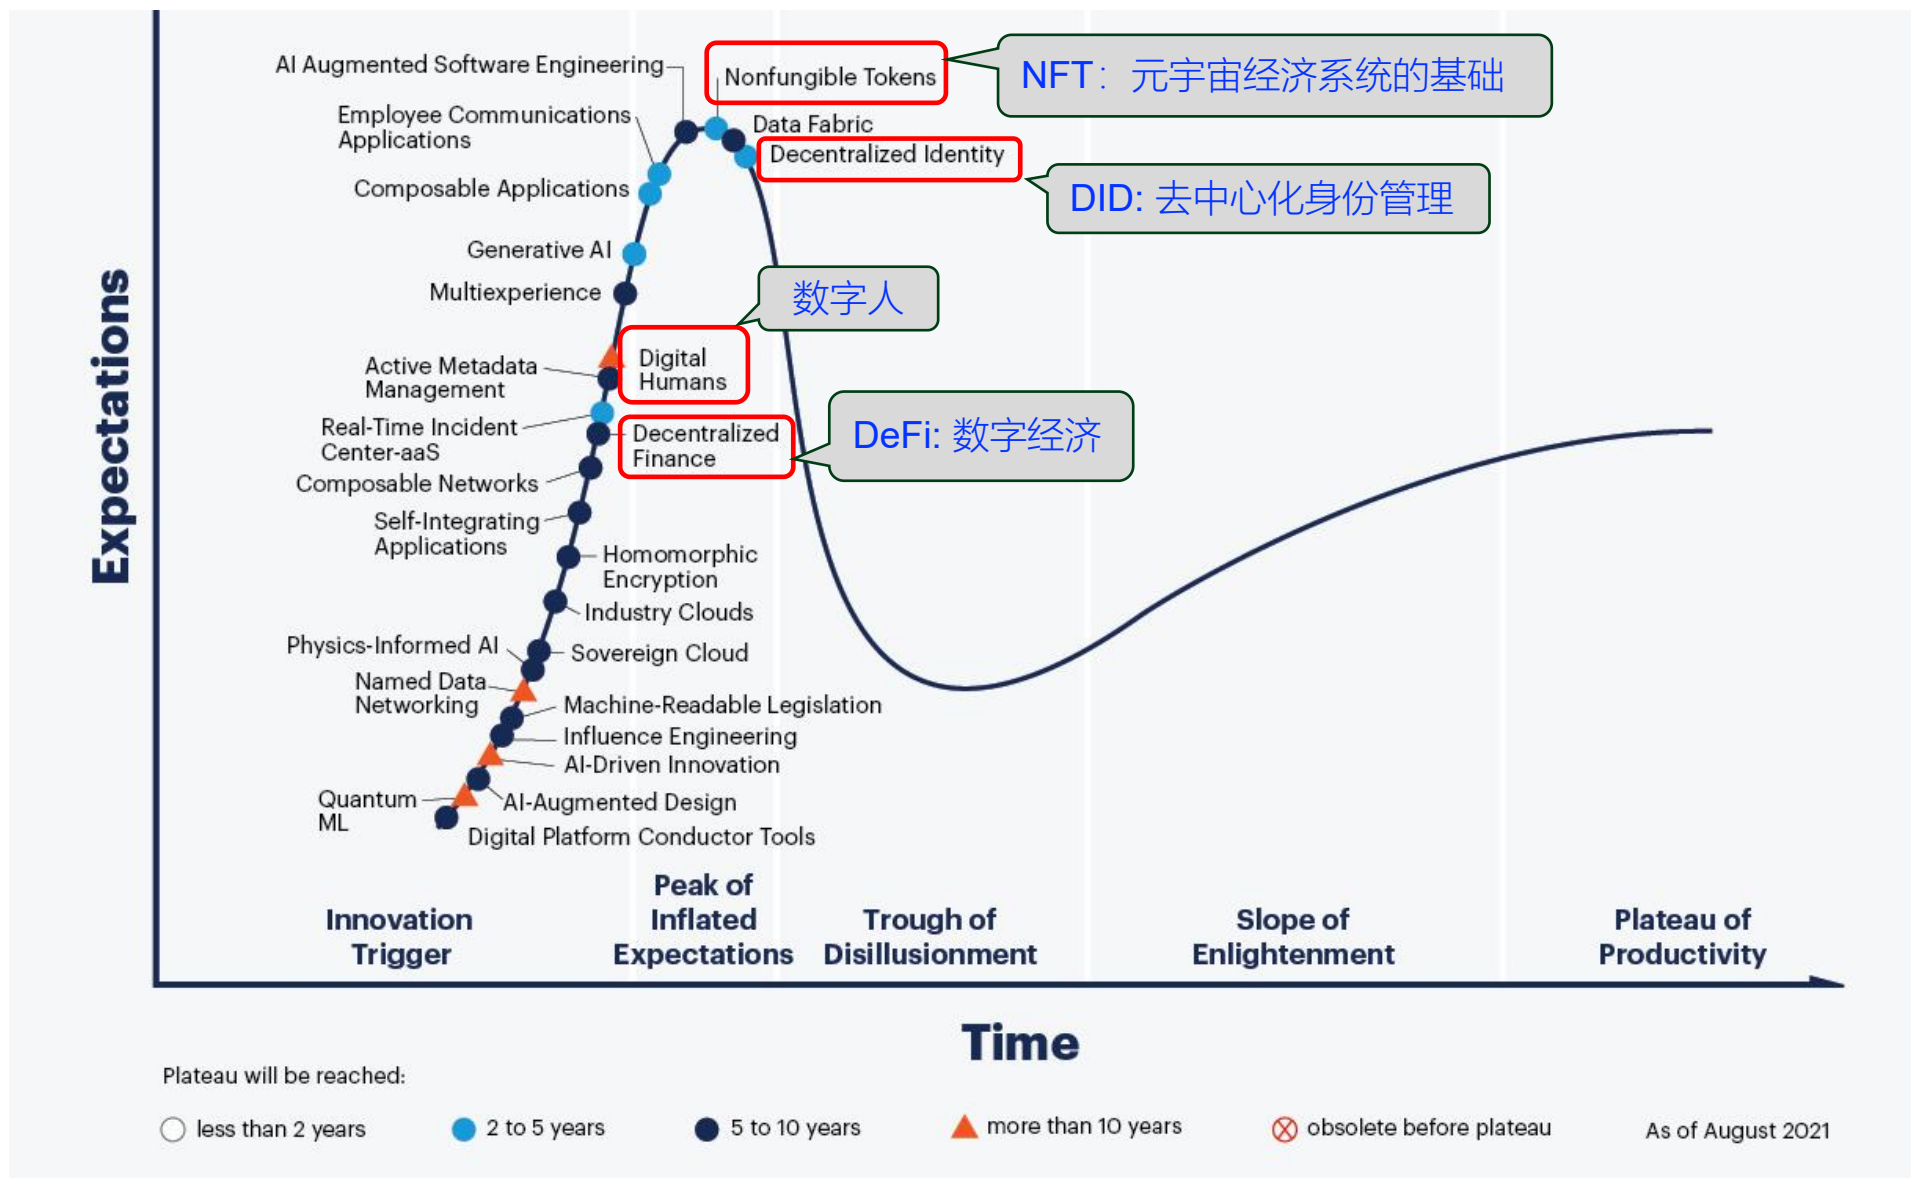 AI Augmented Software Engineering
Nonfungible Tokens
NFT：元宇宙经济系统的基础
Employee Communications
Applications
Data Fabric
Decentralized Identity
DID: 去中心化身份管理
Composable Applications
Generative AI
Multiexperience
数字人
Digital
Humans
Active Metadata
Management
Real-Time Incident
Center-aaS
Decentralized
Finance
DeFi: 数字经济
Composable Networks
Self-Integrating
Applications
Homomorphic
Encryption
Industry Clouds
Physics-Informed AI
Sovereign Cloud
Named Data
Networking
Machine-Readable Legislation
Influence Engineering
AI-Driven Innovation
Quantum
ML
AI-Augmented Design
Digital Platform Conductor Tools
Expectations
Innovation
Trigger
Peak of
Inflated
Expectations
Trough of
Disillusionment
Slope of
Enlightenment
Plateau of
Productivity
Time
Plateau will be reached:
less than 2 years
2 to 5 years
5 to 10 years
more than 10 years
obsolete before plateau
As of August 2021